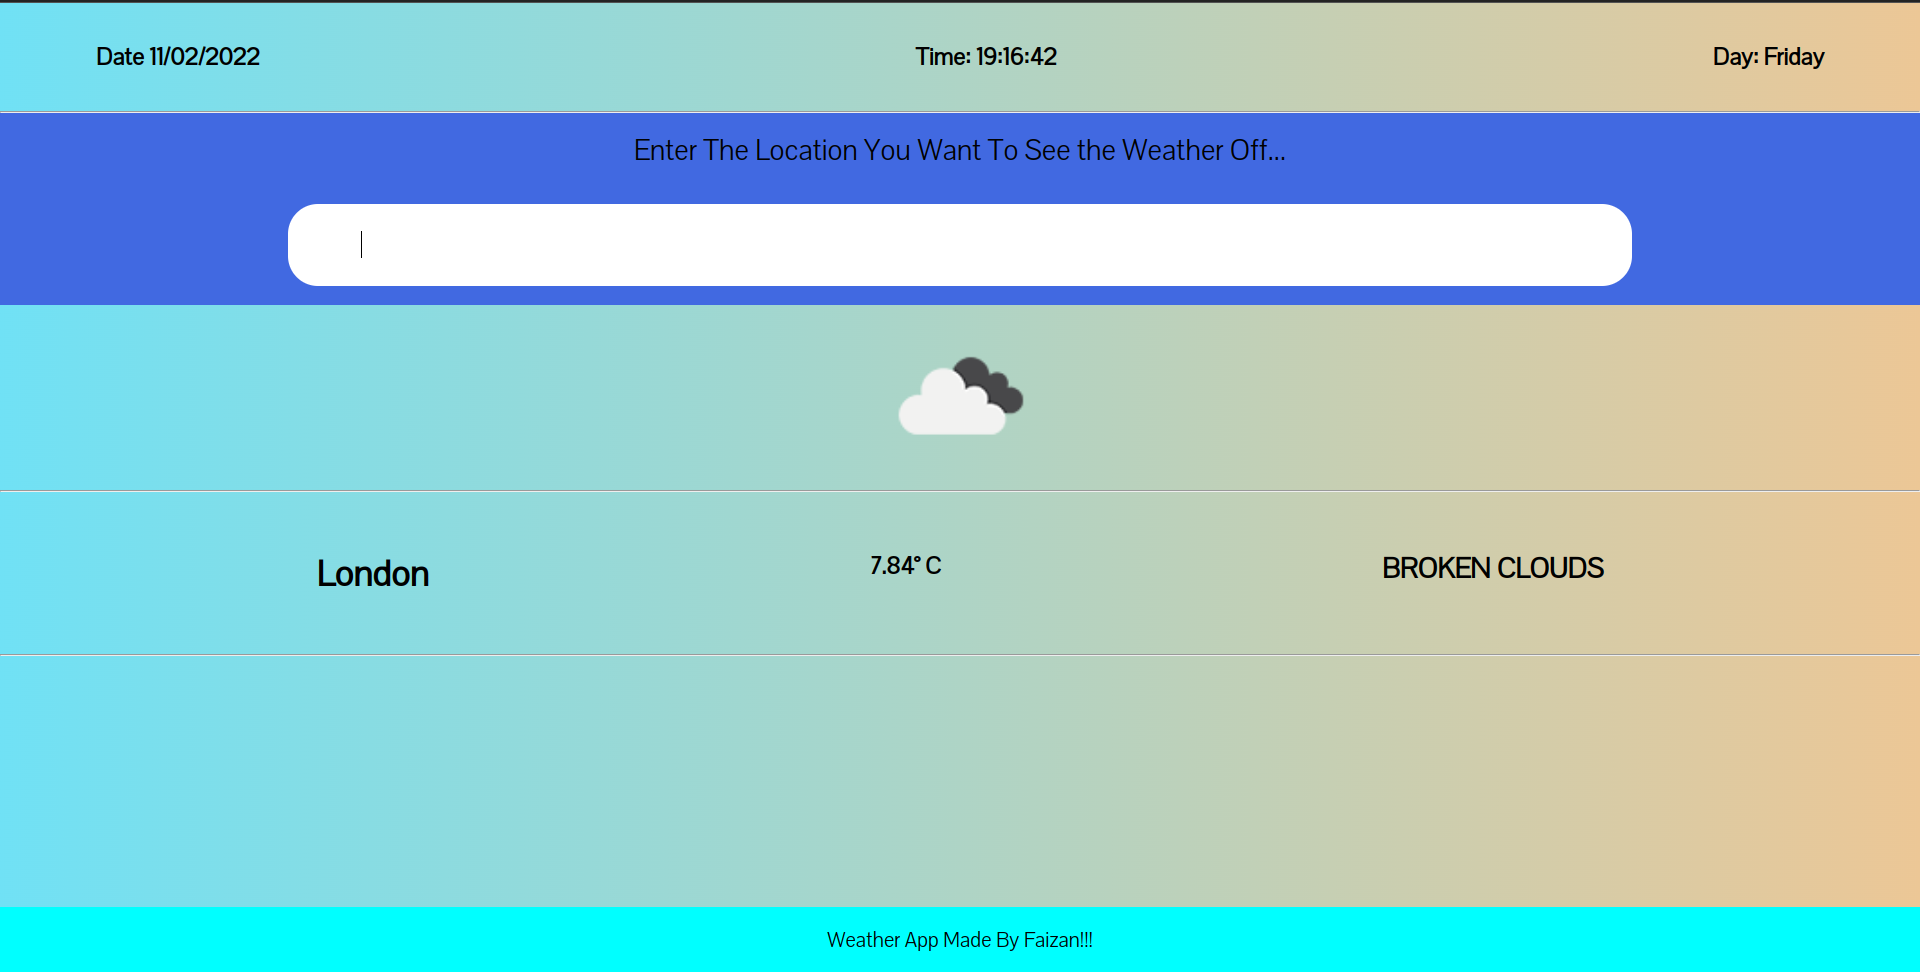 Date 11/02/2022
Time: 19:16:42
Day: Friday
Enter The Location You Want To See the Weather Off...
London
7.84° C
BROKEN CLOUDS
Weather App Made By Faizan!!!